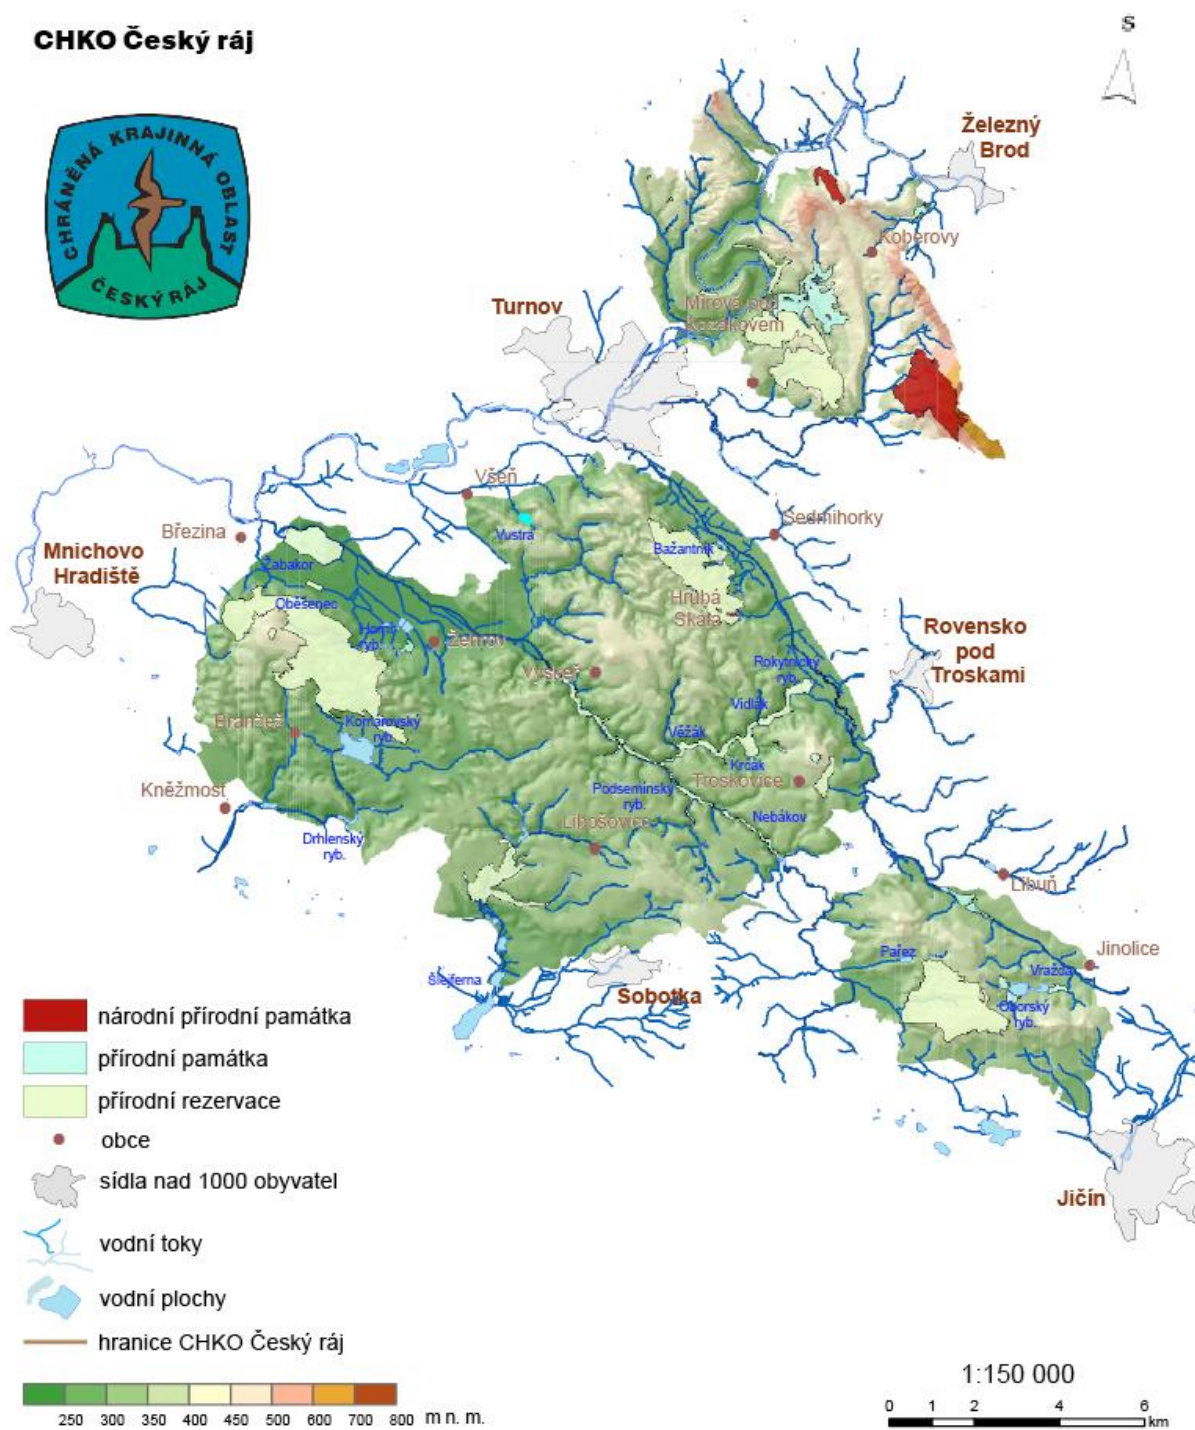 CHKO Český ráj
S
CHRÁNĚNÁ KRAJINNÁ OBLAST
ČESKÝ RÁJ
Železný
Brod
Koberovy
Turnov
Mírová pod
Kozákovem
Všeň
Vustra
Sedmihorky
Bažantník
Březina
Mnichovo
Hradiště
Žabakor
Oběšenec
Hrubá
Skála
Horní
ryb.
Žehrov
Rovensko
pod
Troskami
Vyskeř
Rokytnický
ryb.
Vidlák
Věžák
Branžež
Komárovský
ryb.
Krčák
Troskovice
Kněžmost
Podsemínský
ryb.
Nebákov
Libošovice
Drhlenský
ryb.
Libuň
Jinolice
Pařez
Vražda
Oborský
ryb.
Šlejferna
Sobotka
Jičín
národní přírodní památka
přírodní památka
přírodní rezervace
obce
sídla nad 1000 obyvatel
vodní toky
vodní plochy
hranice CHKO Český ráj
250 300 350 400 450 500 600 700 800 m n. m.
1:150 000
0 1 2 4 6
km